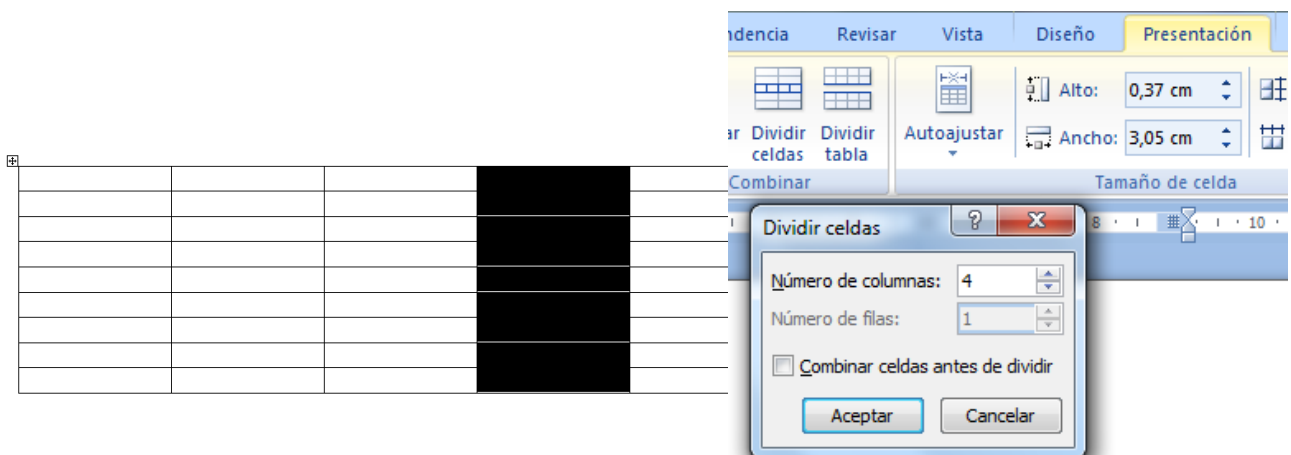 ndencia Revisar Vista Diseño Presentación
Alto: 0,37 cm
ar Dividir celdas Dividir tabla Autoajustar Ancho: 3,05 cm
Combinar Tamaño de celda
8 10
Dividir celdas
Número de columnas: 4
Número de filas: 1
Combinar celdas antes de dividir
Aceptar Cancelar